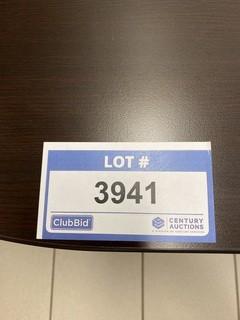 LOT #
3941
ClubBid
CENTURY
AUCTIONS